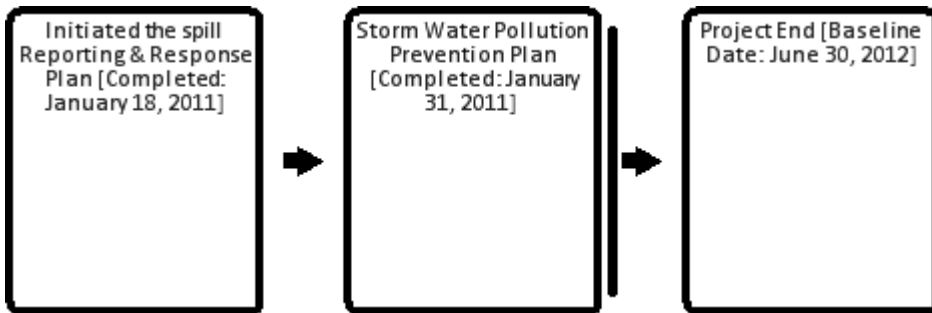 Initiated the spill
Reporting & Response
Plan [Completed:
January 18, 2011]
Storm Water Pollution
Prevention Plan
[Completed: January
31, 2011]
Project End [Baseline
Date: June 30, 2012]